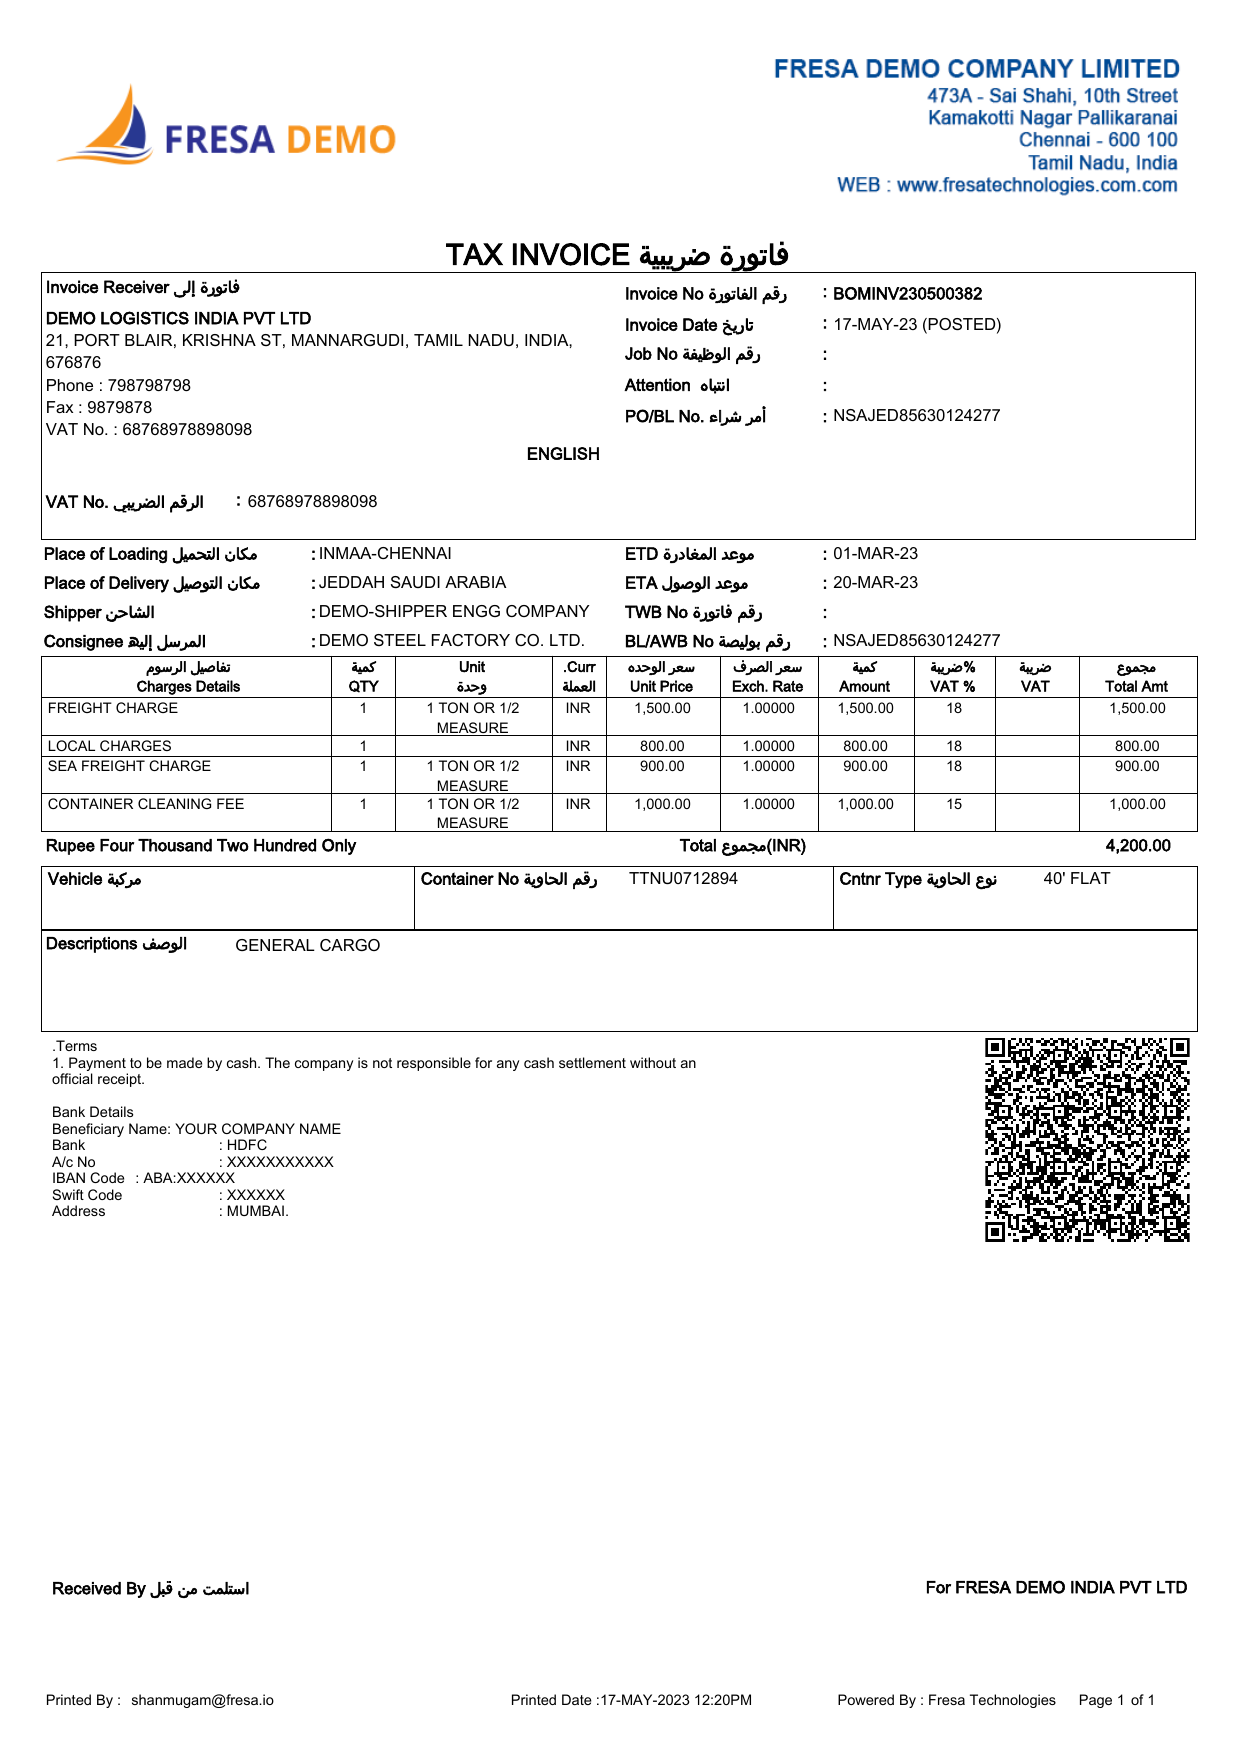 FRESA DEMO
FRESA DEMO COMPANY LIMITED
473A - Sai Shahi, 10th Street
Kamakotti Nagar Pallikaranai
Chennai - 600 100
Tamil Nadu, India
WEB : www.fresatechnologies.com.com
TAX INVOICE فاتورة ضريبية
Invoice Receiver فاتورة إلى
DEMO LOGISTICS INDIA PVT LTD
21, PORT BLAIR, KRISHNA ST, MANNARGUDI, TAMIL NADU, INDIA,
676876
Phone : 798798798
Fax : 9879878
VAT No. : 68768978898098
ENGLISH
VAT No. الرقم الضريبي : 68768978898098
Invoice No رقم الفاتورة : BOMINV230500382
Invoice Date تاريخ : 17-MAY-23 (POSTED)
Job No رقم الوظيفة :
Attention انتباه :
PO/BL No. أمر شراء : NSAJED85630124277
Place of Loading مكان التحميل : INMAA-CHENNAI
Place of Delivery مكان التوصيل : JEDDAH SAUDI ARABIA
Shipper الشاحن : DEMO-SHIPPER ENGG COMPANY
Consignee المرسل إليه : DEMO STEEL FACTORY CO. LTD.
ETD موعد المغادرة : 01-MAR-23
ETA موعد الوصول : 20-MAR-23
TWB No رقم فاتورة :
BL/AWB No رقم بوليصة : NSAJED85630124277
تفاصيل الرسوم كمية Unit .Curr سعر الوحده سعر الصرف كمية ضريبة% ضريبة مجموع
Charges Details QTY وحدة العملة Unit Price Exch. Rate Amount VAT % VAT Total Amt
FREIGHT CHARGE 1 1 TON OR 1/2 INR 1,500.00 1.00000 1,500.00 18 1,500.00
MEASURE
LOCAL CHARGES 1 INR 800.00 1.00000 800.00 18 800.00
SEA FREIGHT CHARGE 1 1 TON OR 1/2 INR 900.00 1.00000 900.00 18 900.00
MEASURE
CONTAINER CLEANING FEE 1 1 TON OR 1/2 INR 1,000.00 1.00000 1,000.00 15 1,000.00
MEASURE
Rupee Four Thousand Two Hundred Only Total مجموع(INR) 4,200.00
Vehicle مركبة Container No رقم الحاوية TTNU0712894 Cntnr Type نوع الحاوية 40' FLAT
Descriptions الوصف GENERAL CARGO
.Terms
1. Payment to be made by cash. The company is not responsible for any cash settlement without an
official receipt.
Bank Details
Beneficiary Name: YOUR COMPANY NAME
Bank : HDFC
A/c No : XXXXXXXXXXX
IBAN Code : ABA:XXXXXX
Swift Code : XXXXXX
Address : MUMBAI.
Received By استلمت من قبل
For FRESA DEMO INDIA PVT LTD
Printed By : shanmugam@fresa.io Printed Date :17-MAY-2023 12:20PM Powered By : Fresa Technologies Page 1 of 1